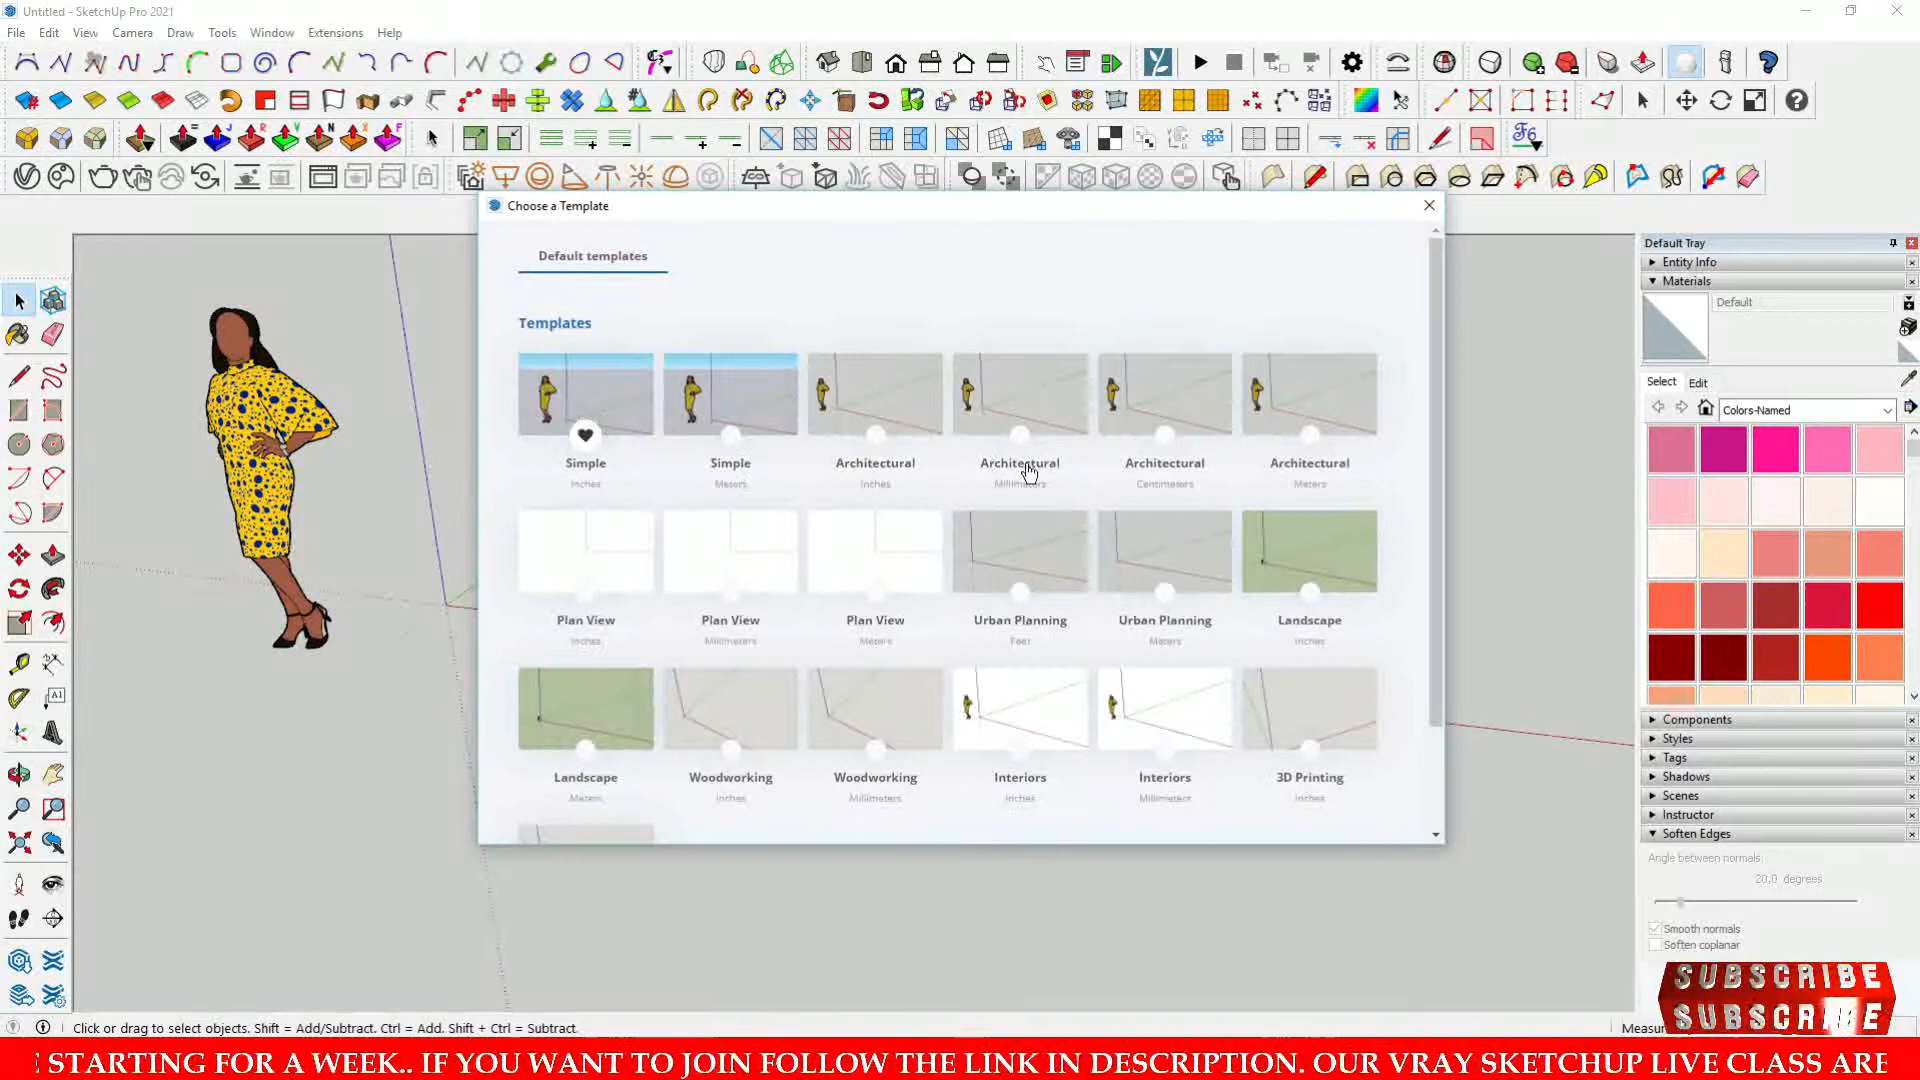 Untitled - SketchUp Pro 2021
File Edit View Camera Draw Tools Window Extensions Help
Choose a Template
Default templates
Templates
Simple Simple Architectural Architectural Architectural Architectural
Inches Meters Inches Millimeters Centimeters Meters
Plan View Plan View Plan View Urban Planning Urban Planning Landscape
Inches Millimeters Meters Feet Meters Inches
Landscape Woodworking Woodworking Interiors Interiors 3D Printing
Meters Inches Millimeters Inches Millimeters Inches
Default Tray
Entity Info
Materials
Default
Select Edit
Colors-Named
Components
Styles
Tags
Shadows
Scenes
Instructor
Soften Edges
Angle between normals:
20.0 degrees
Smooth normals
Soften coplanar
SUBSCRIBE
SUBSCRIBE
Click or drag to select objects. Shift = Add/Subtract. Ctrl = Add. Shift + Ctrl = Subtract.
Measur
STARTING FOR A WEEK.. IF YOU WANT TO JOIN FOLLOW THE LINK IN DESCRIPTION. OUR VRAY SKETCHUP LIVE CLASS ARE